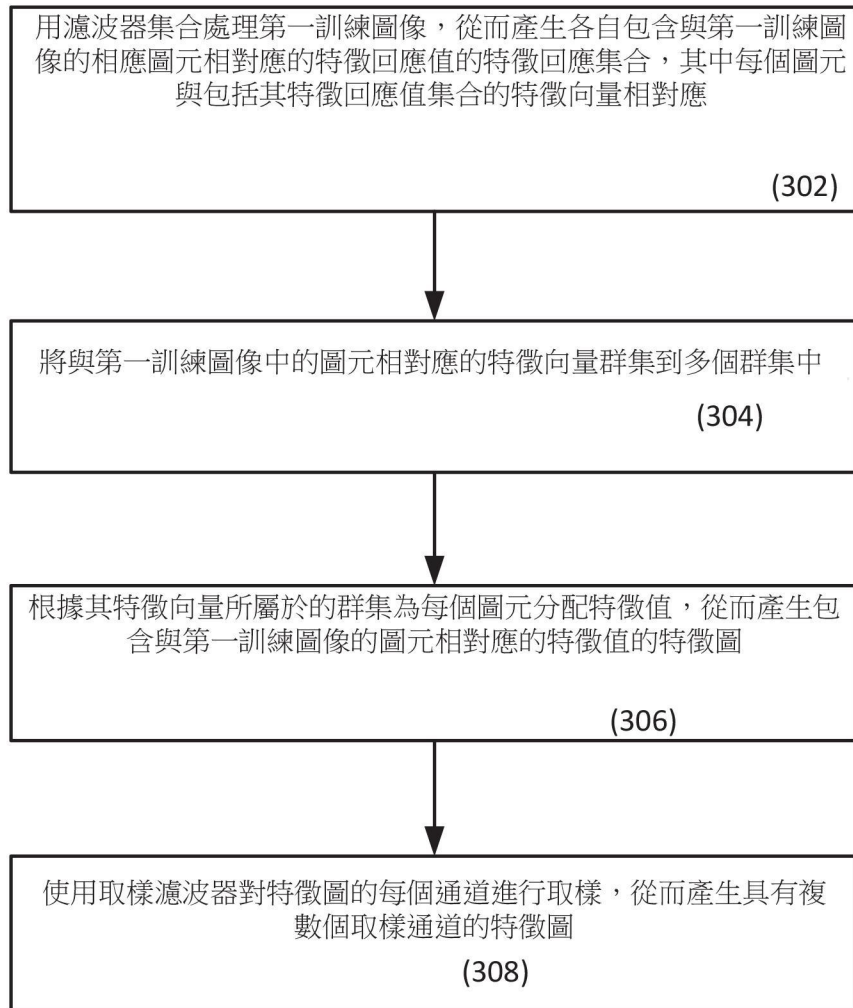 用濾波器集合處理第一訓練圖像，從而產生各自包含與第一訓練圖
像的相應圖元相對應的特徵回應值的特徵回應集合，其中每個圖元
與包括其特徵回應值集合的特徵向量相對應
(302)
將與第一訓練圖像中的圖元相對應的特徵向量群集到多個群集中
(304)
根據其特徵向量所屬於的群集為每個圖元分配特徵值，從而產生包
含與第一訓練圖像的圖元相對應的特徵值的特徵圖
(306)
使用取樣濾波器對特徵圖的每個通道進行取樣，從而產生具有複
數個取樣通道的特徵圖
(308)